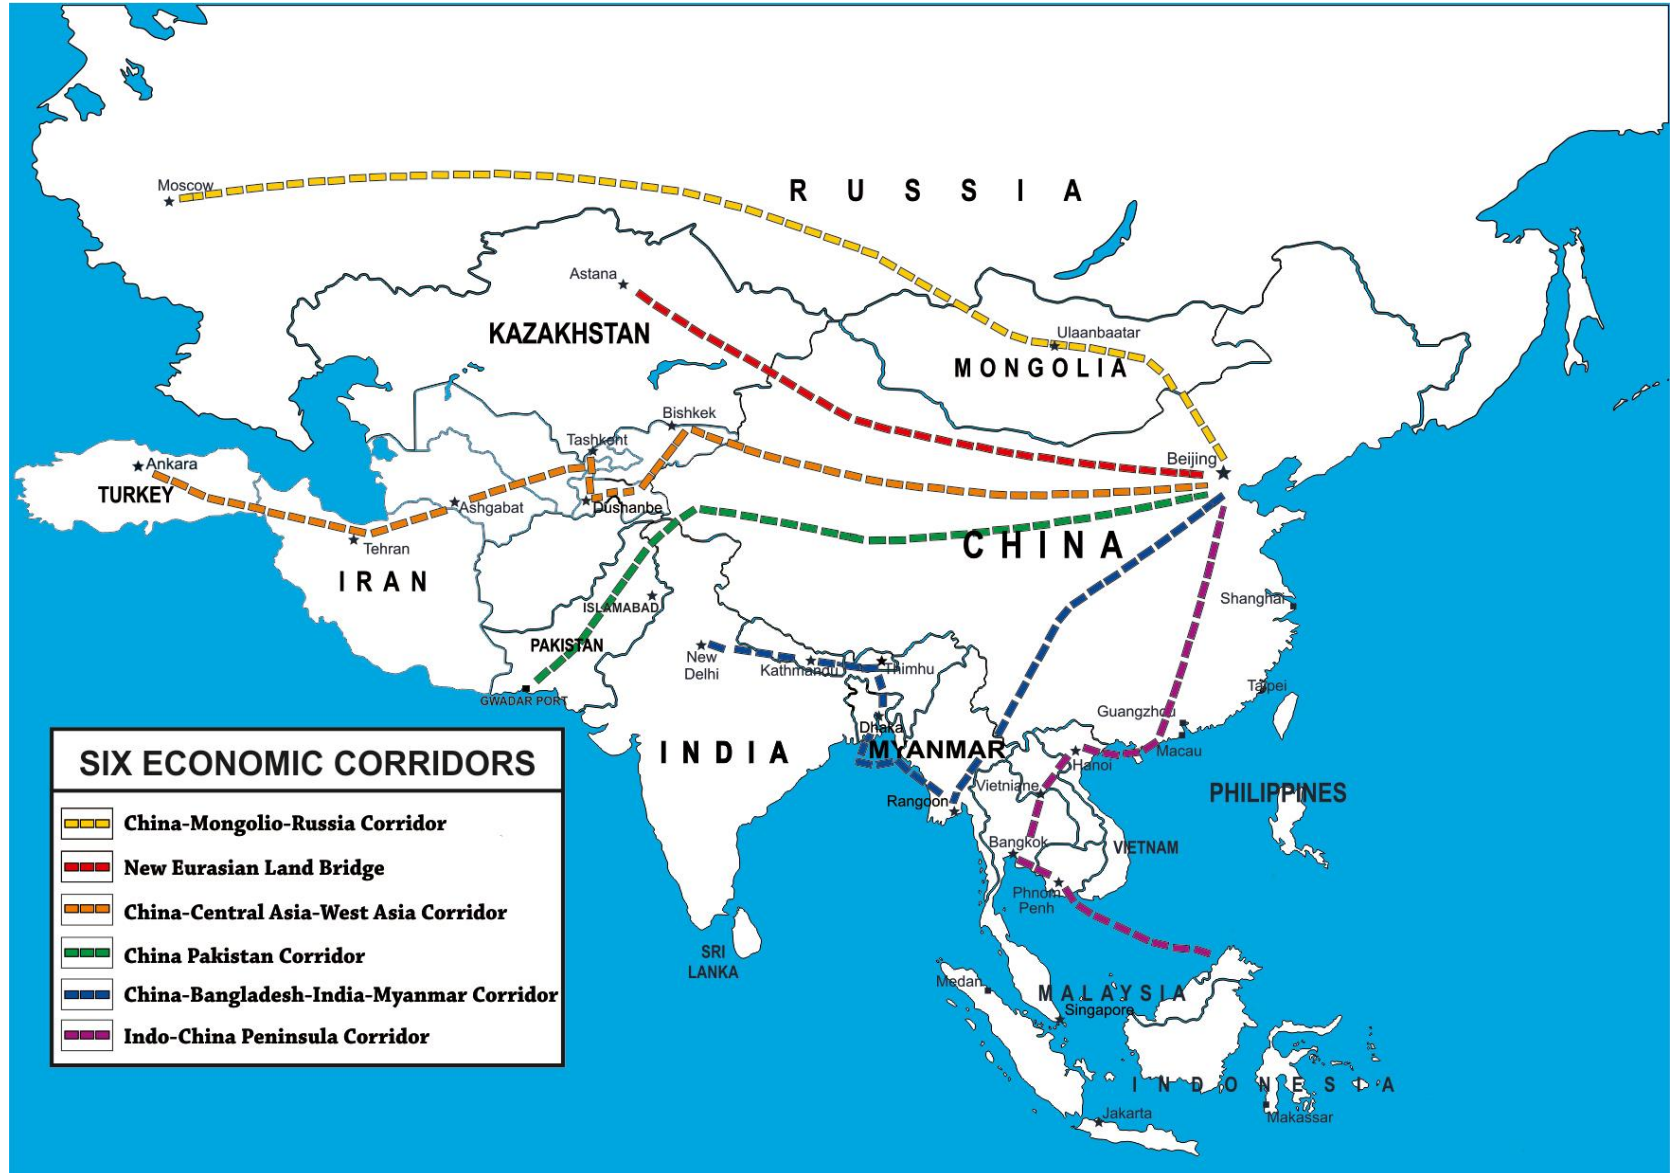 Moscow
R U S S I A
Astana
KAZAKHSTAN
Ulaanbaatar
MONGOLIA
Bishkek
Tashkent
Beijing
Ankara
TURKEY
Ashgabat
Dushanbe
Tehran
CHINA
IRAN
Shanghai
ISLAMABAD
PAKISTAN
New
Delhi
Kathmandu
Thimhu
Taipei
GWADAR PORT
Guangzhou
Dhaka
INDIA
MYANMAR
Macau
Hanoi
Vietniane
PHILIPPINES
Rangoon
Bangkok
VIETNAM
Phnom
Penh
SRI
LANKA
Medan
MALAYSIA
Singapore
I N D O N E S I A
Jakarta
Makassar
SIX ECONOMIC CORRIDORS
China-Mongolio-Russia Corridor
New Eurasian Land Bridge
China-Central Asia-West Asia Corridor
China Pakistan Corridor
China-Bangladesh-India-Myanmar Corridor
Indo-China Peninsula Corridor